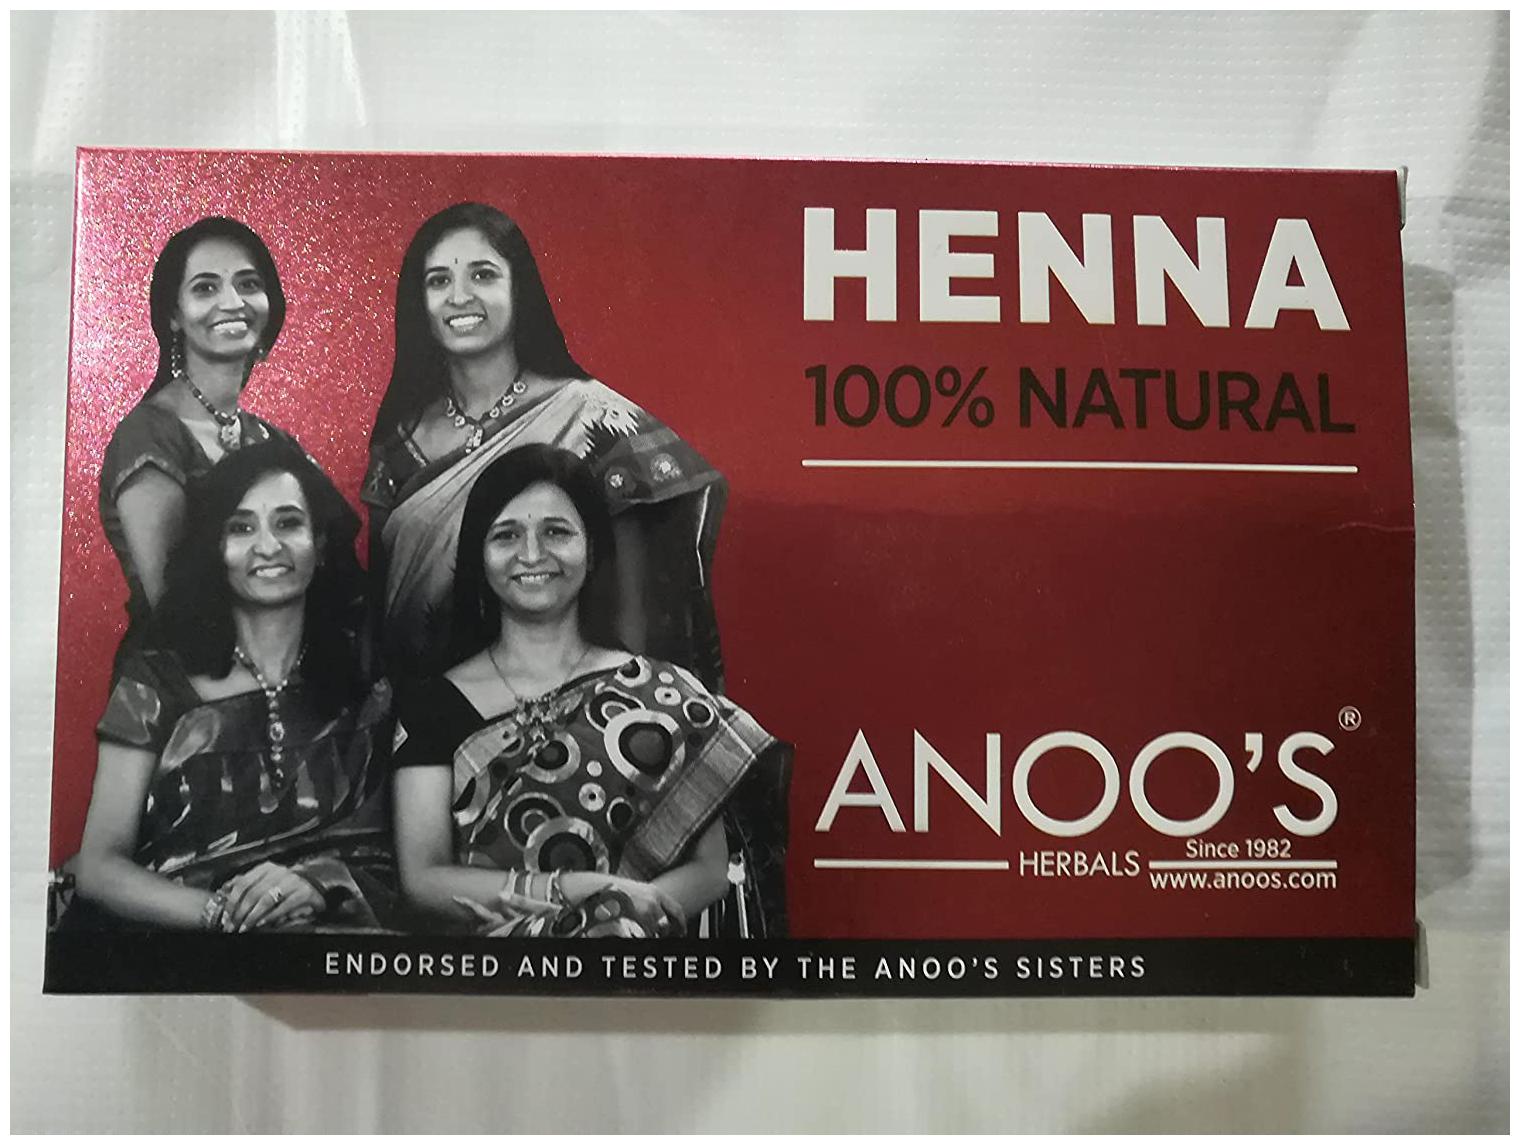 HENNA
100% NATURAL
ANOO'S®
Since 1982
HERBALS
www.anoos.com
ENDORSED AND TESTED BY THE ANOO'S SISTERS